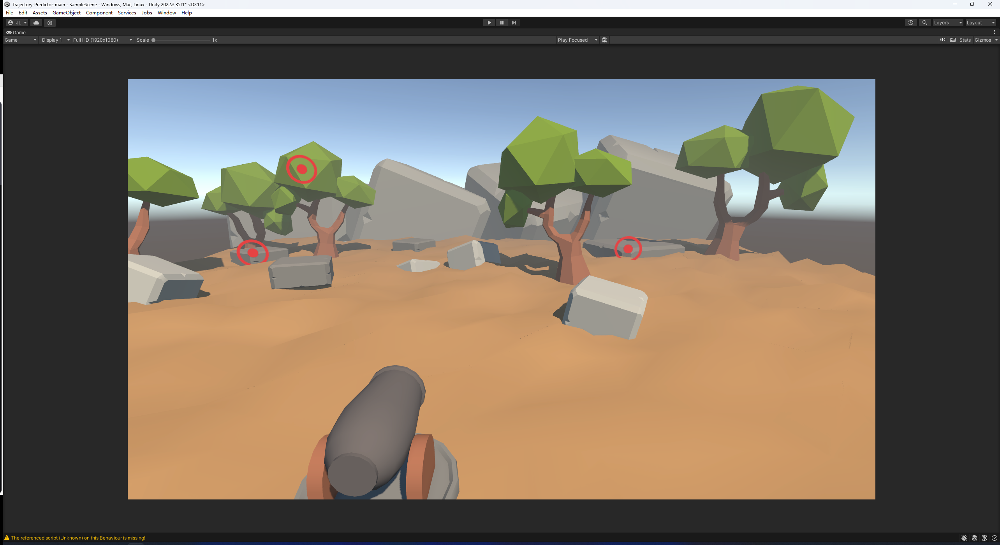 Trajectory-Predictor-main - SampleScene - Windows, Mac, Linux - Unity 2022.3.35f1* <DX11>
File Edit Assets GameObject Component Services Jobs Window Help
JL Layers Layout
Game
Game Display 1 Full HD (1920x1080) Scale 1x Play Focused Stats Gizmos
The referenced script (Unknown) on this Behaviour is missing!